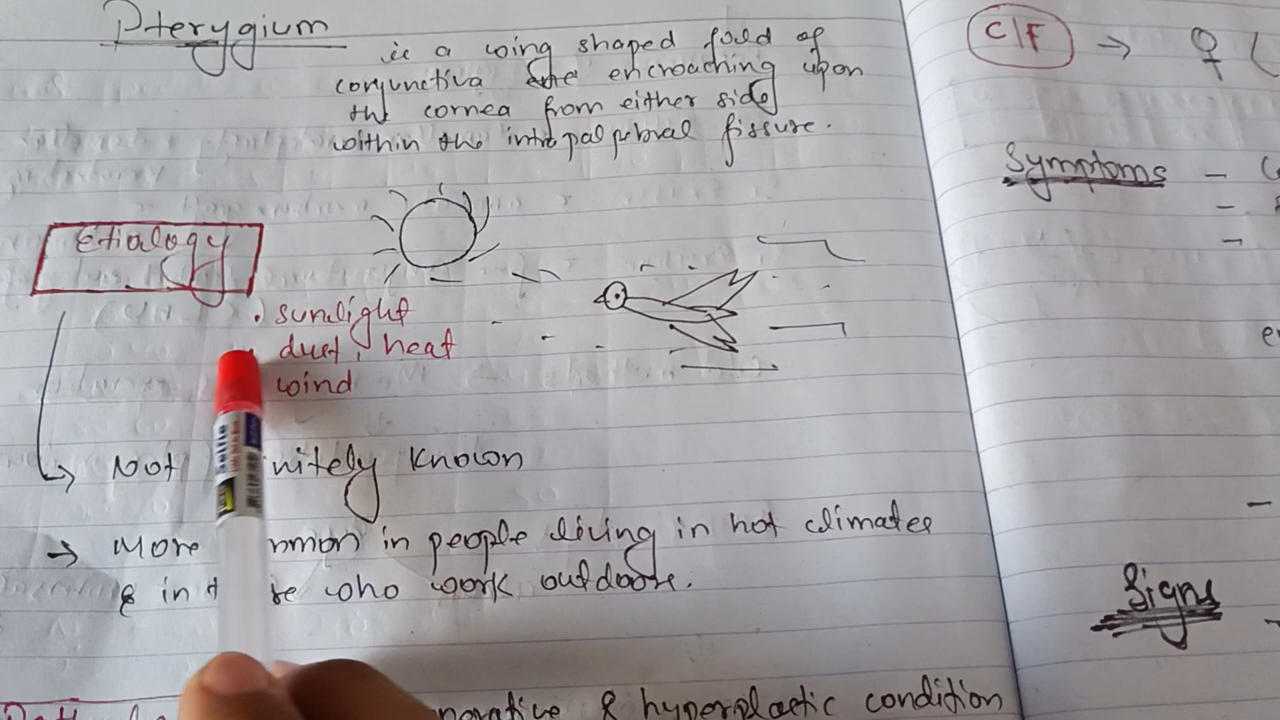 Pterygium
is a wing shaped fold of
conjunctiva encroaching upon
the cornea from either side
within the intrapalpebral fissure.
Etiology
• sunlight
dust, heat
wind
→ Not nitely known
→ More mmon in people living in hot climates
& in who work outdoors.
nerative & hyperplastic condition
C/F → ♀ (
Symptoms -
Signs